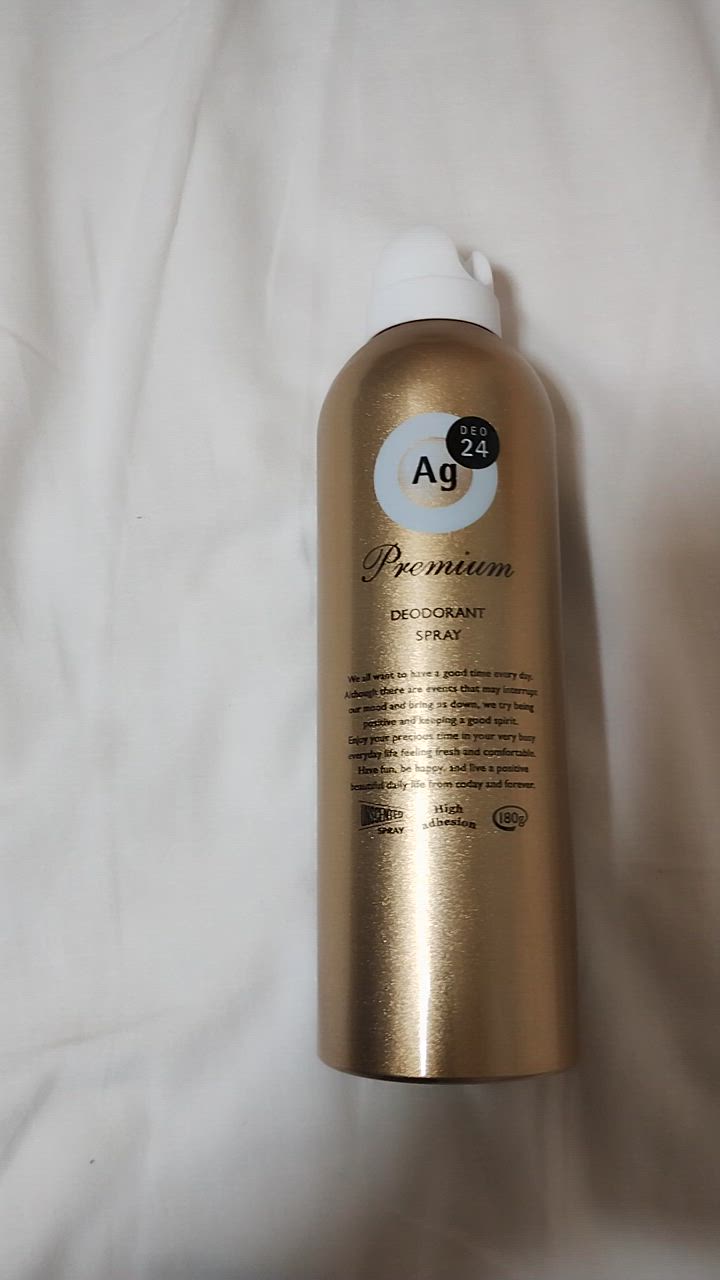 DEO
24
Ag
Premium
DEODORANT
SPRAY
We all want to have a good time every day.
Although there are events that may interrupt
our mood and bring us down, we try being
positive and keeping a good spirit.
Enjoy your precious time in your very busy
everyday life feeling fresh and comfortable.
Have fun, be happy, and live a positive
beautiful daily life from today and forever.
UNSCENTED
SPRAY
High
adhesion
180g